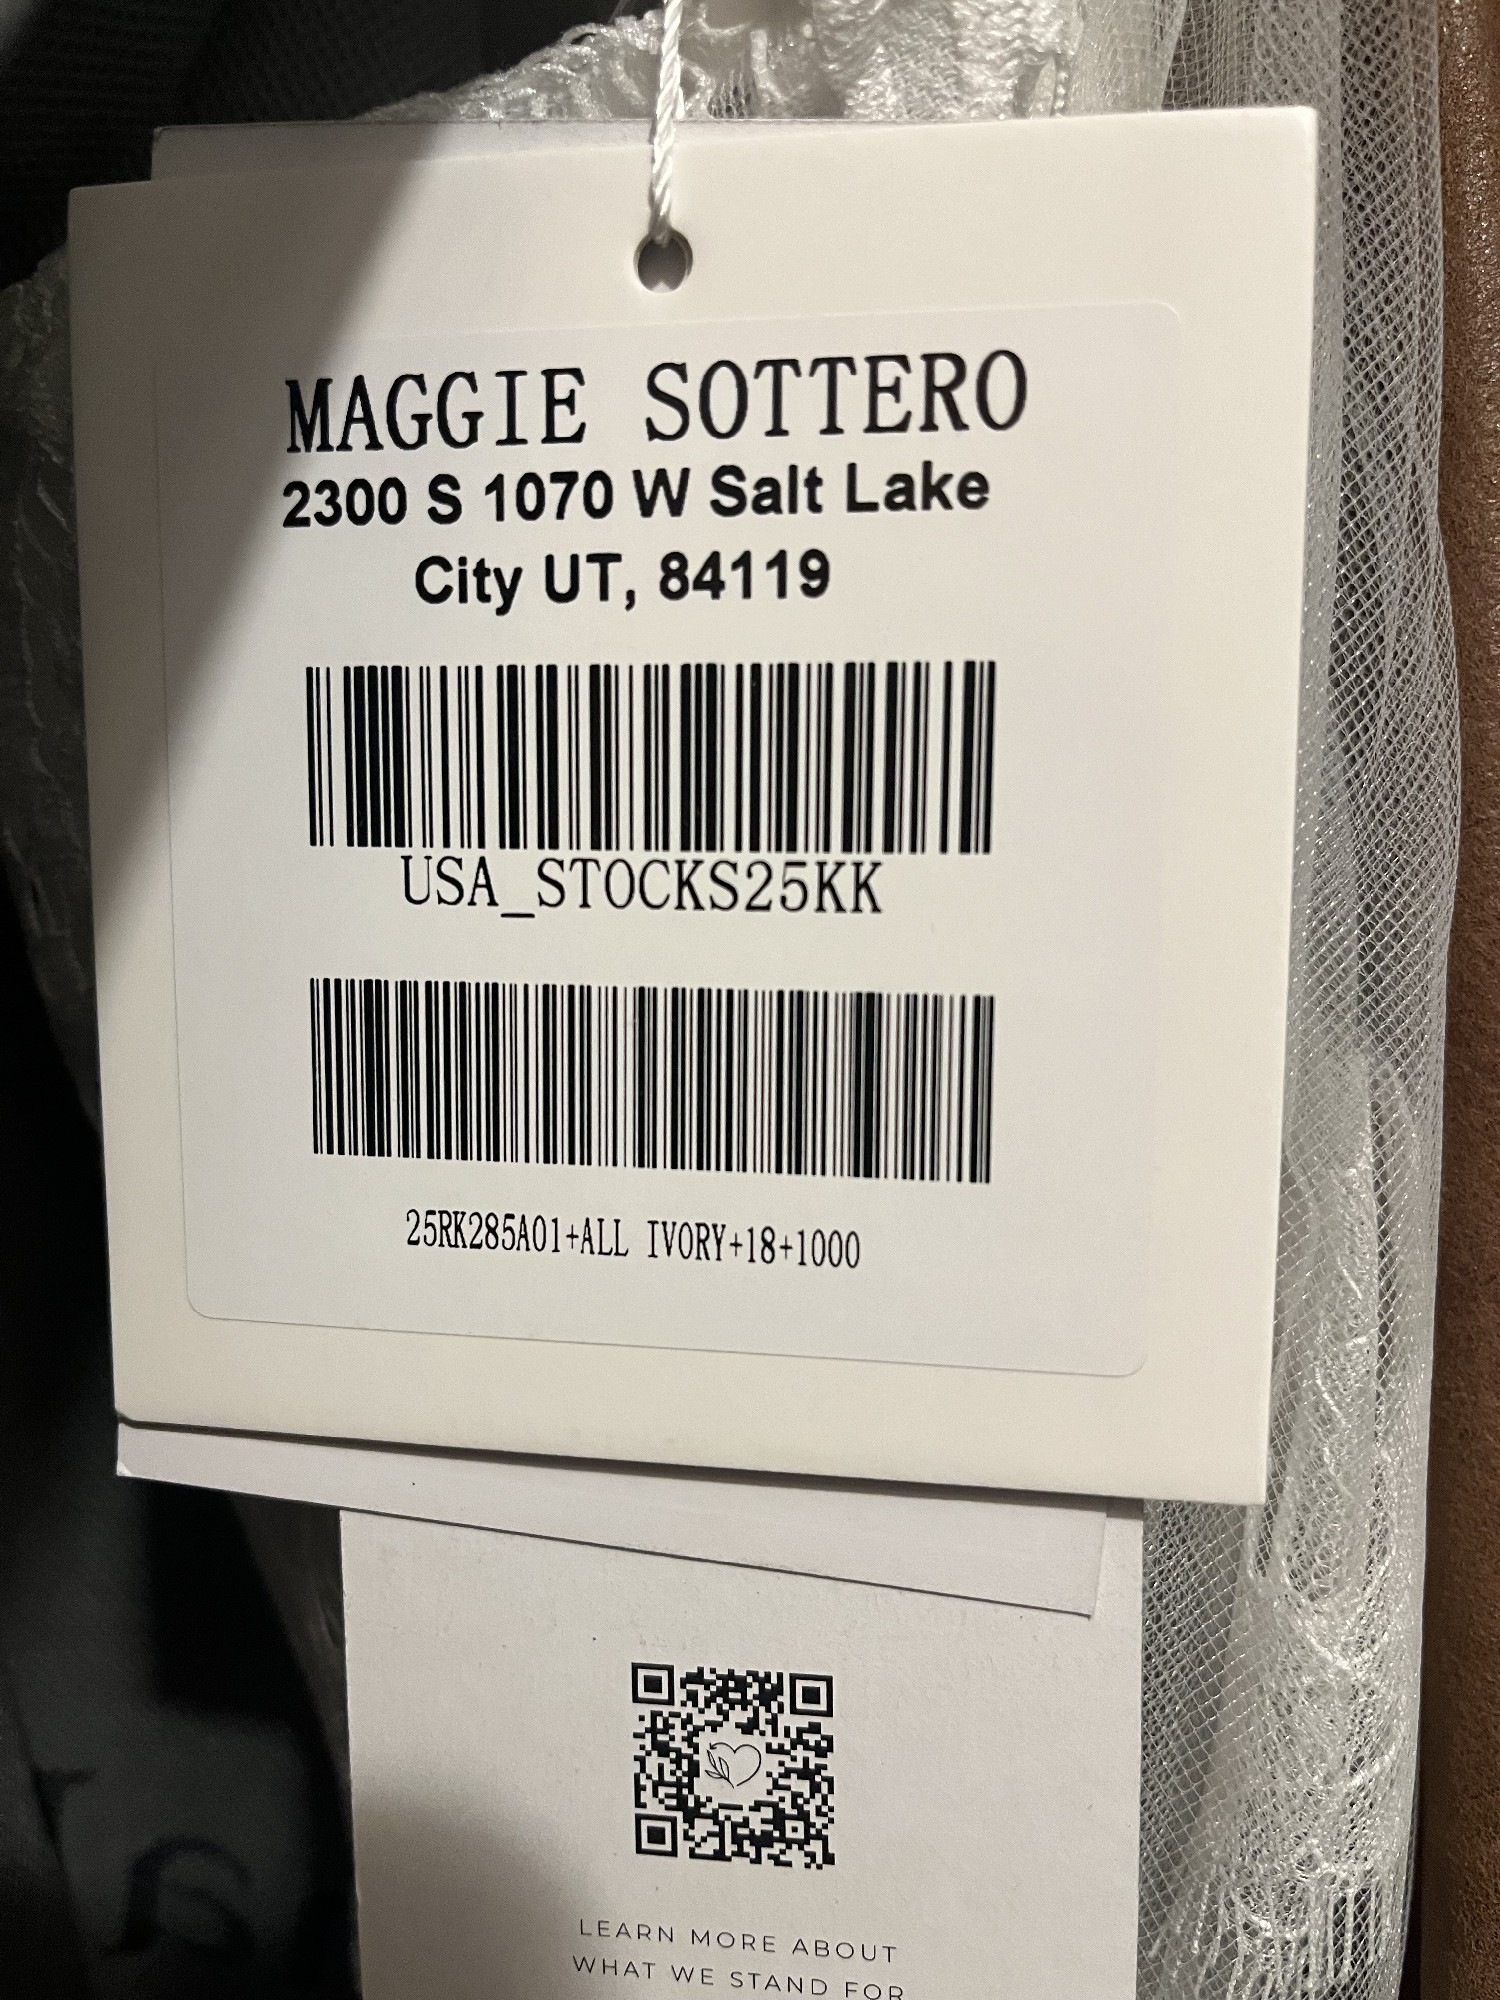 MAGGIE SOTTERO
2300 S 1070 W Salt Lake
City UT, 84119
USA_STOCKS25KK
25RK285A01+ALL IVORY+18+1000
LEARN MORE ABOUT
WHAT WE STAND FOR